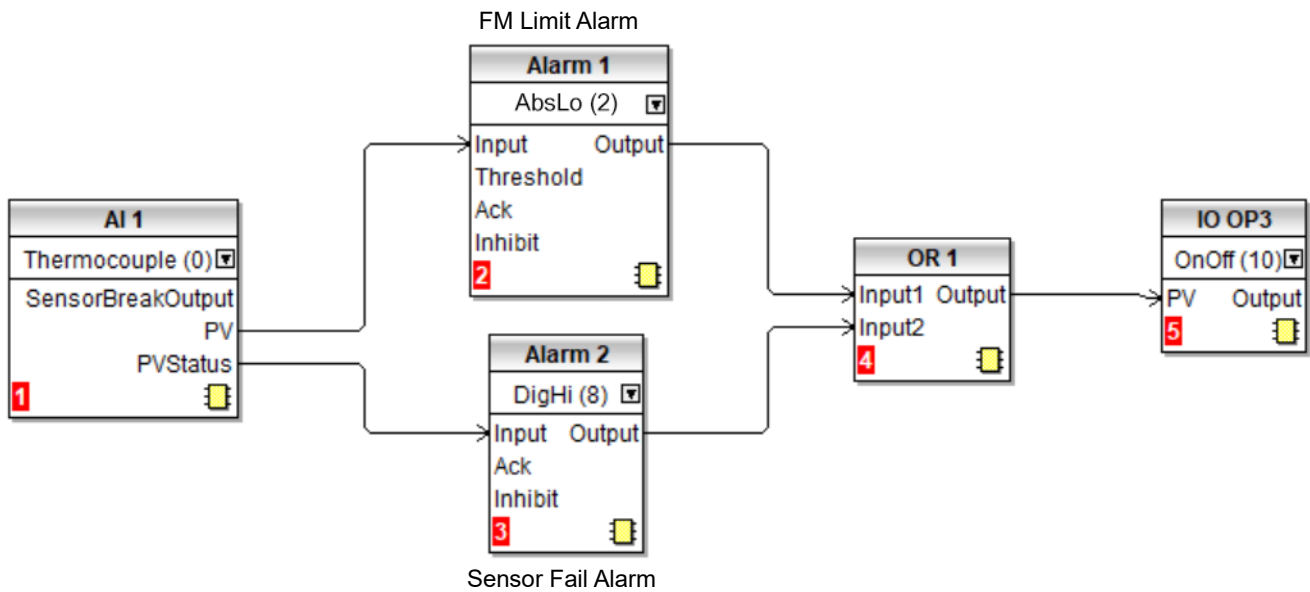 FM Limit Alarm
Alarm 1
AbsLo (2)
Input Output
Threshold
Ack
Inhibit
2
AI 1
Thermocouple (0)
SensorBreakOutput
PV
PVStatus
1
Alarm 2
DigHi (8)
Input Output
Ack
Inhibit
3
Sensor Fail Alarm
OR 1
Input1 Output
Input2
4
IO OP3
OnOff (10)
PV Output
5